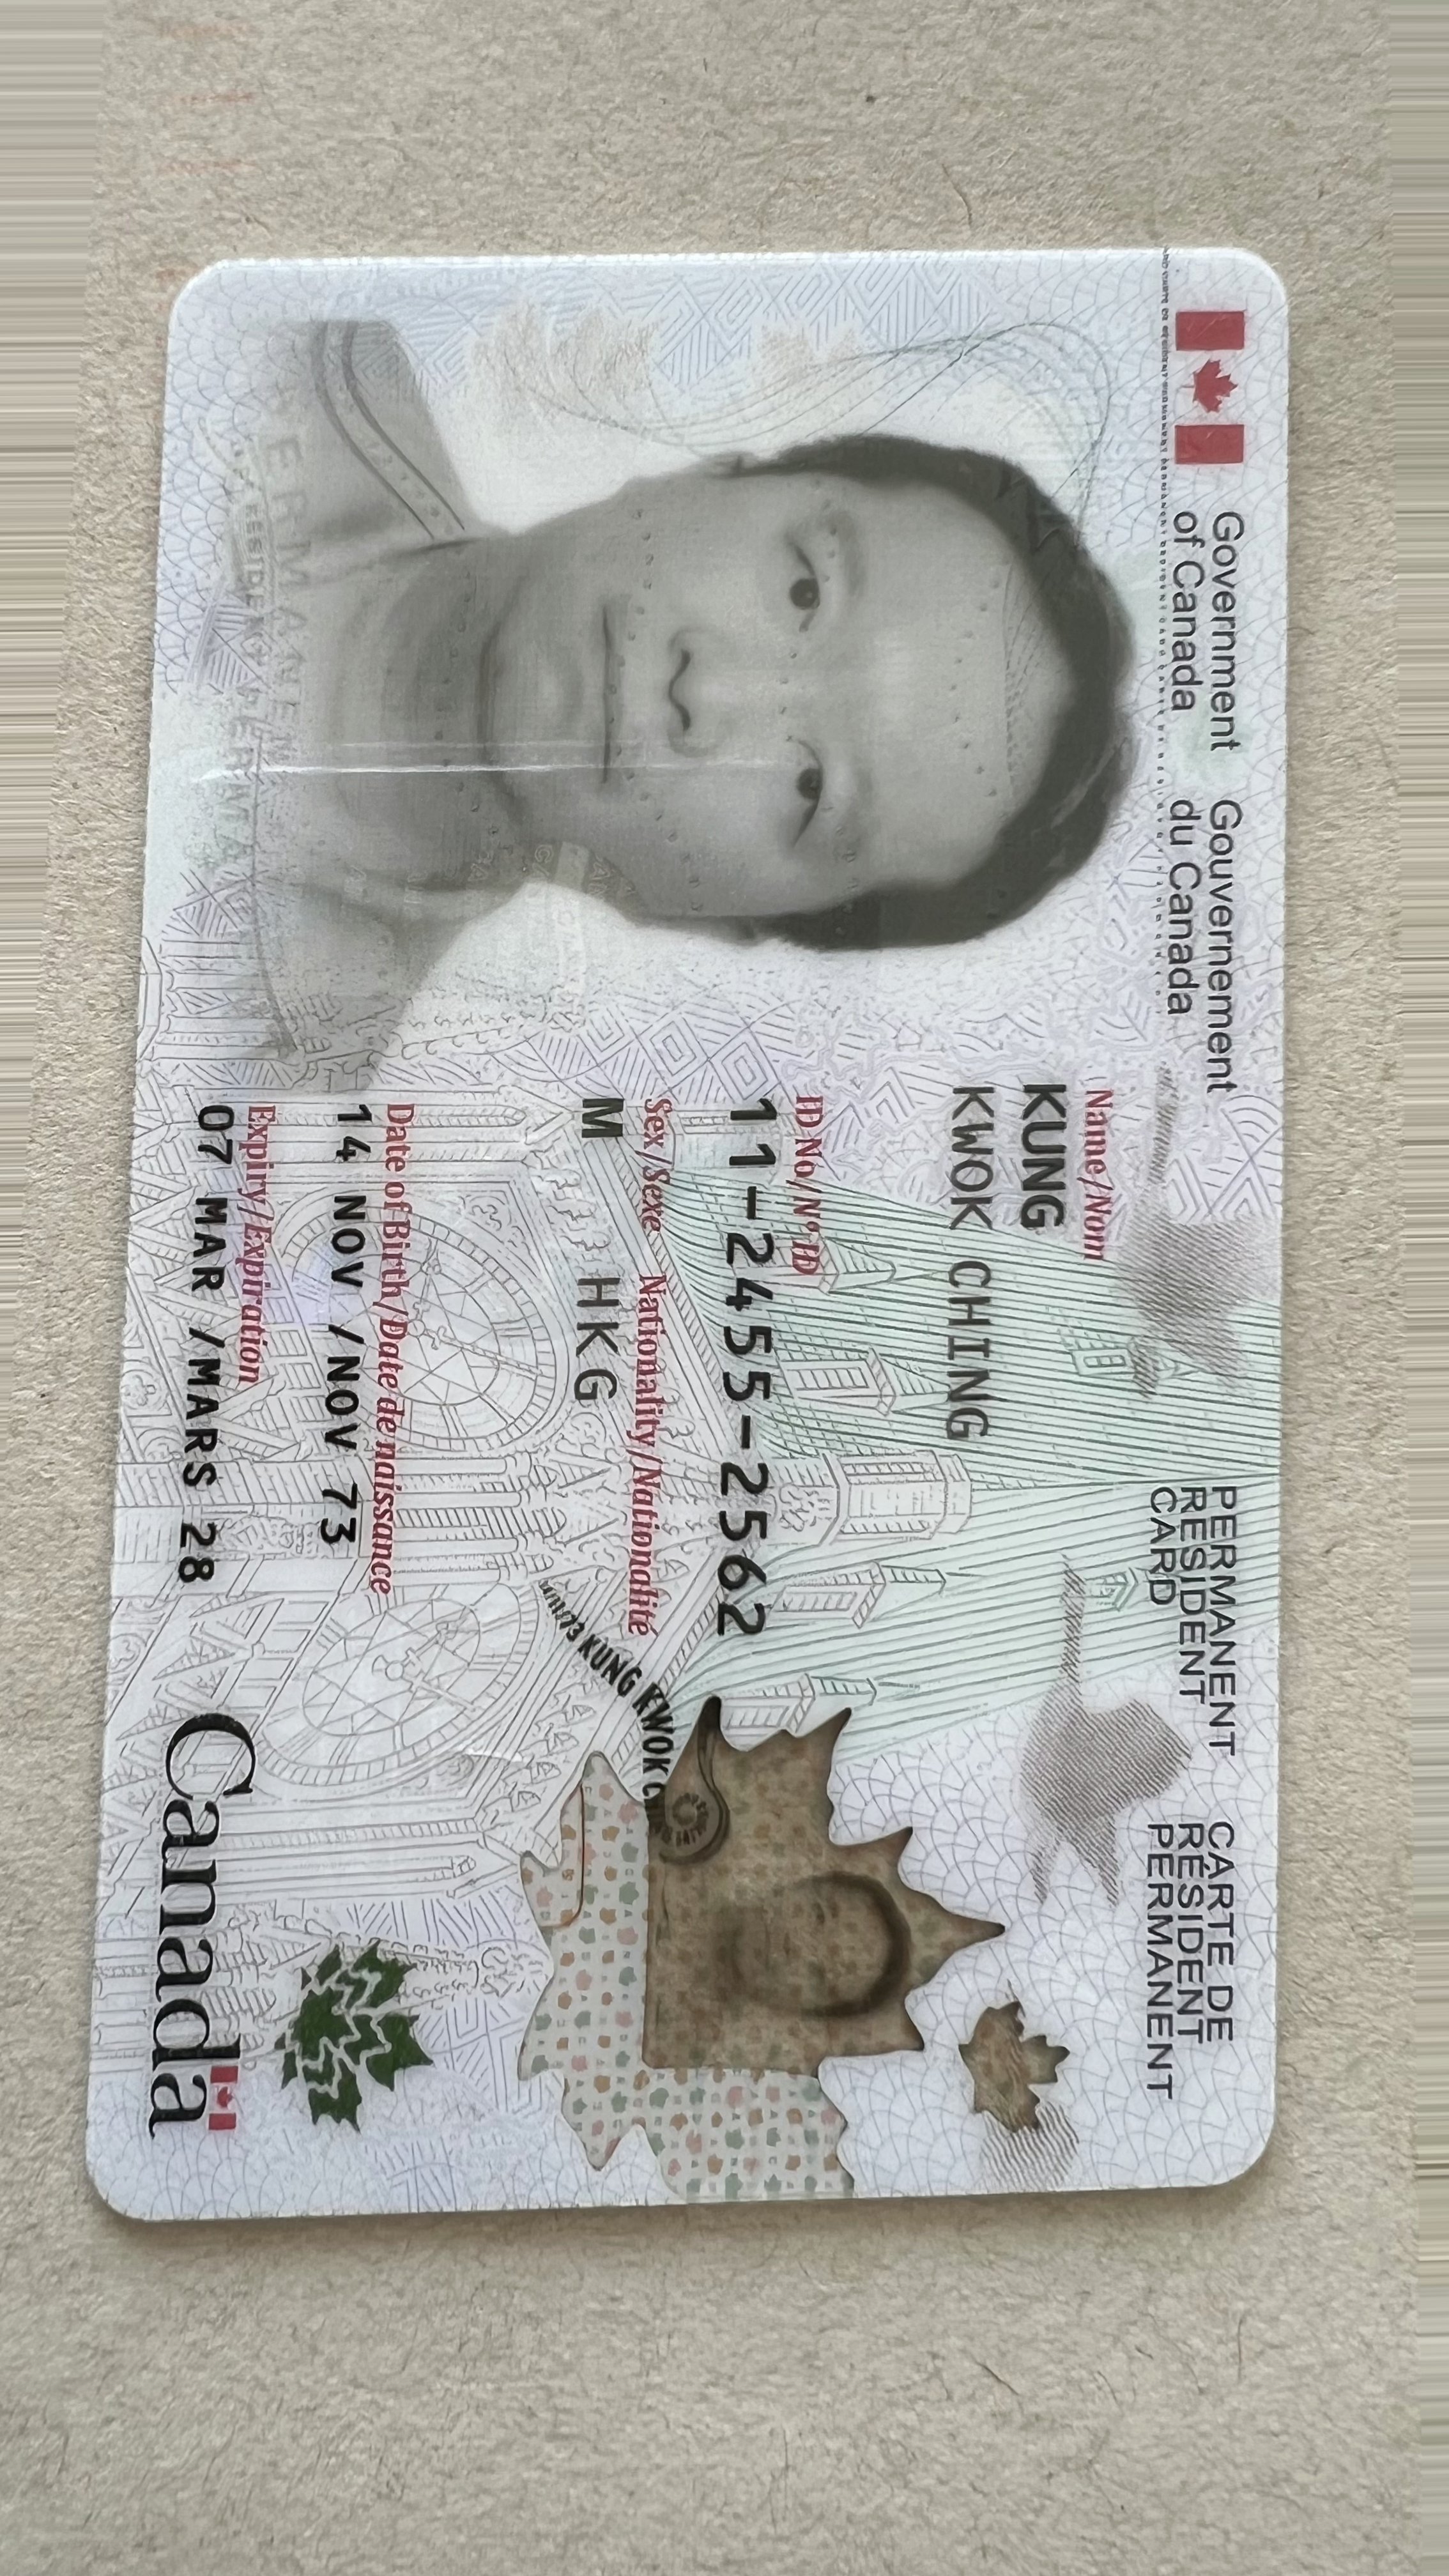 Government of Canada
Gouvernement du Canada
PERMANENT RESIDENT CARD
CARTE DE RÉSIDENT PERMANENT
Name/Nom
KUNG
KWOK CHING
ID No/Nº ID
11-2455-2562
Sex/Sexe Nationality/Nationalité
M HKG
Date of Birth/Date de naissance
14 NOV /NOV 73
Expiry/Expiration
07 MAR /MARS 28
KUNG KWOK
Canada